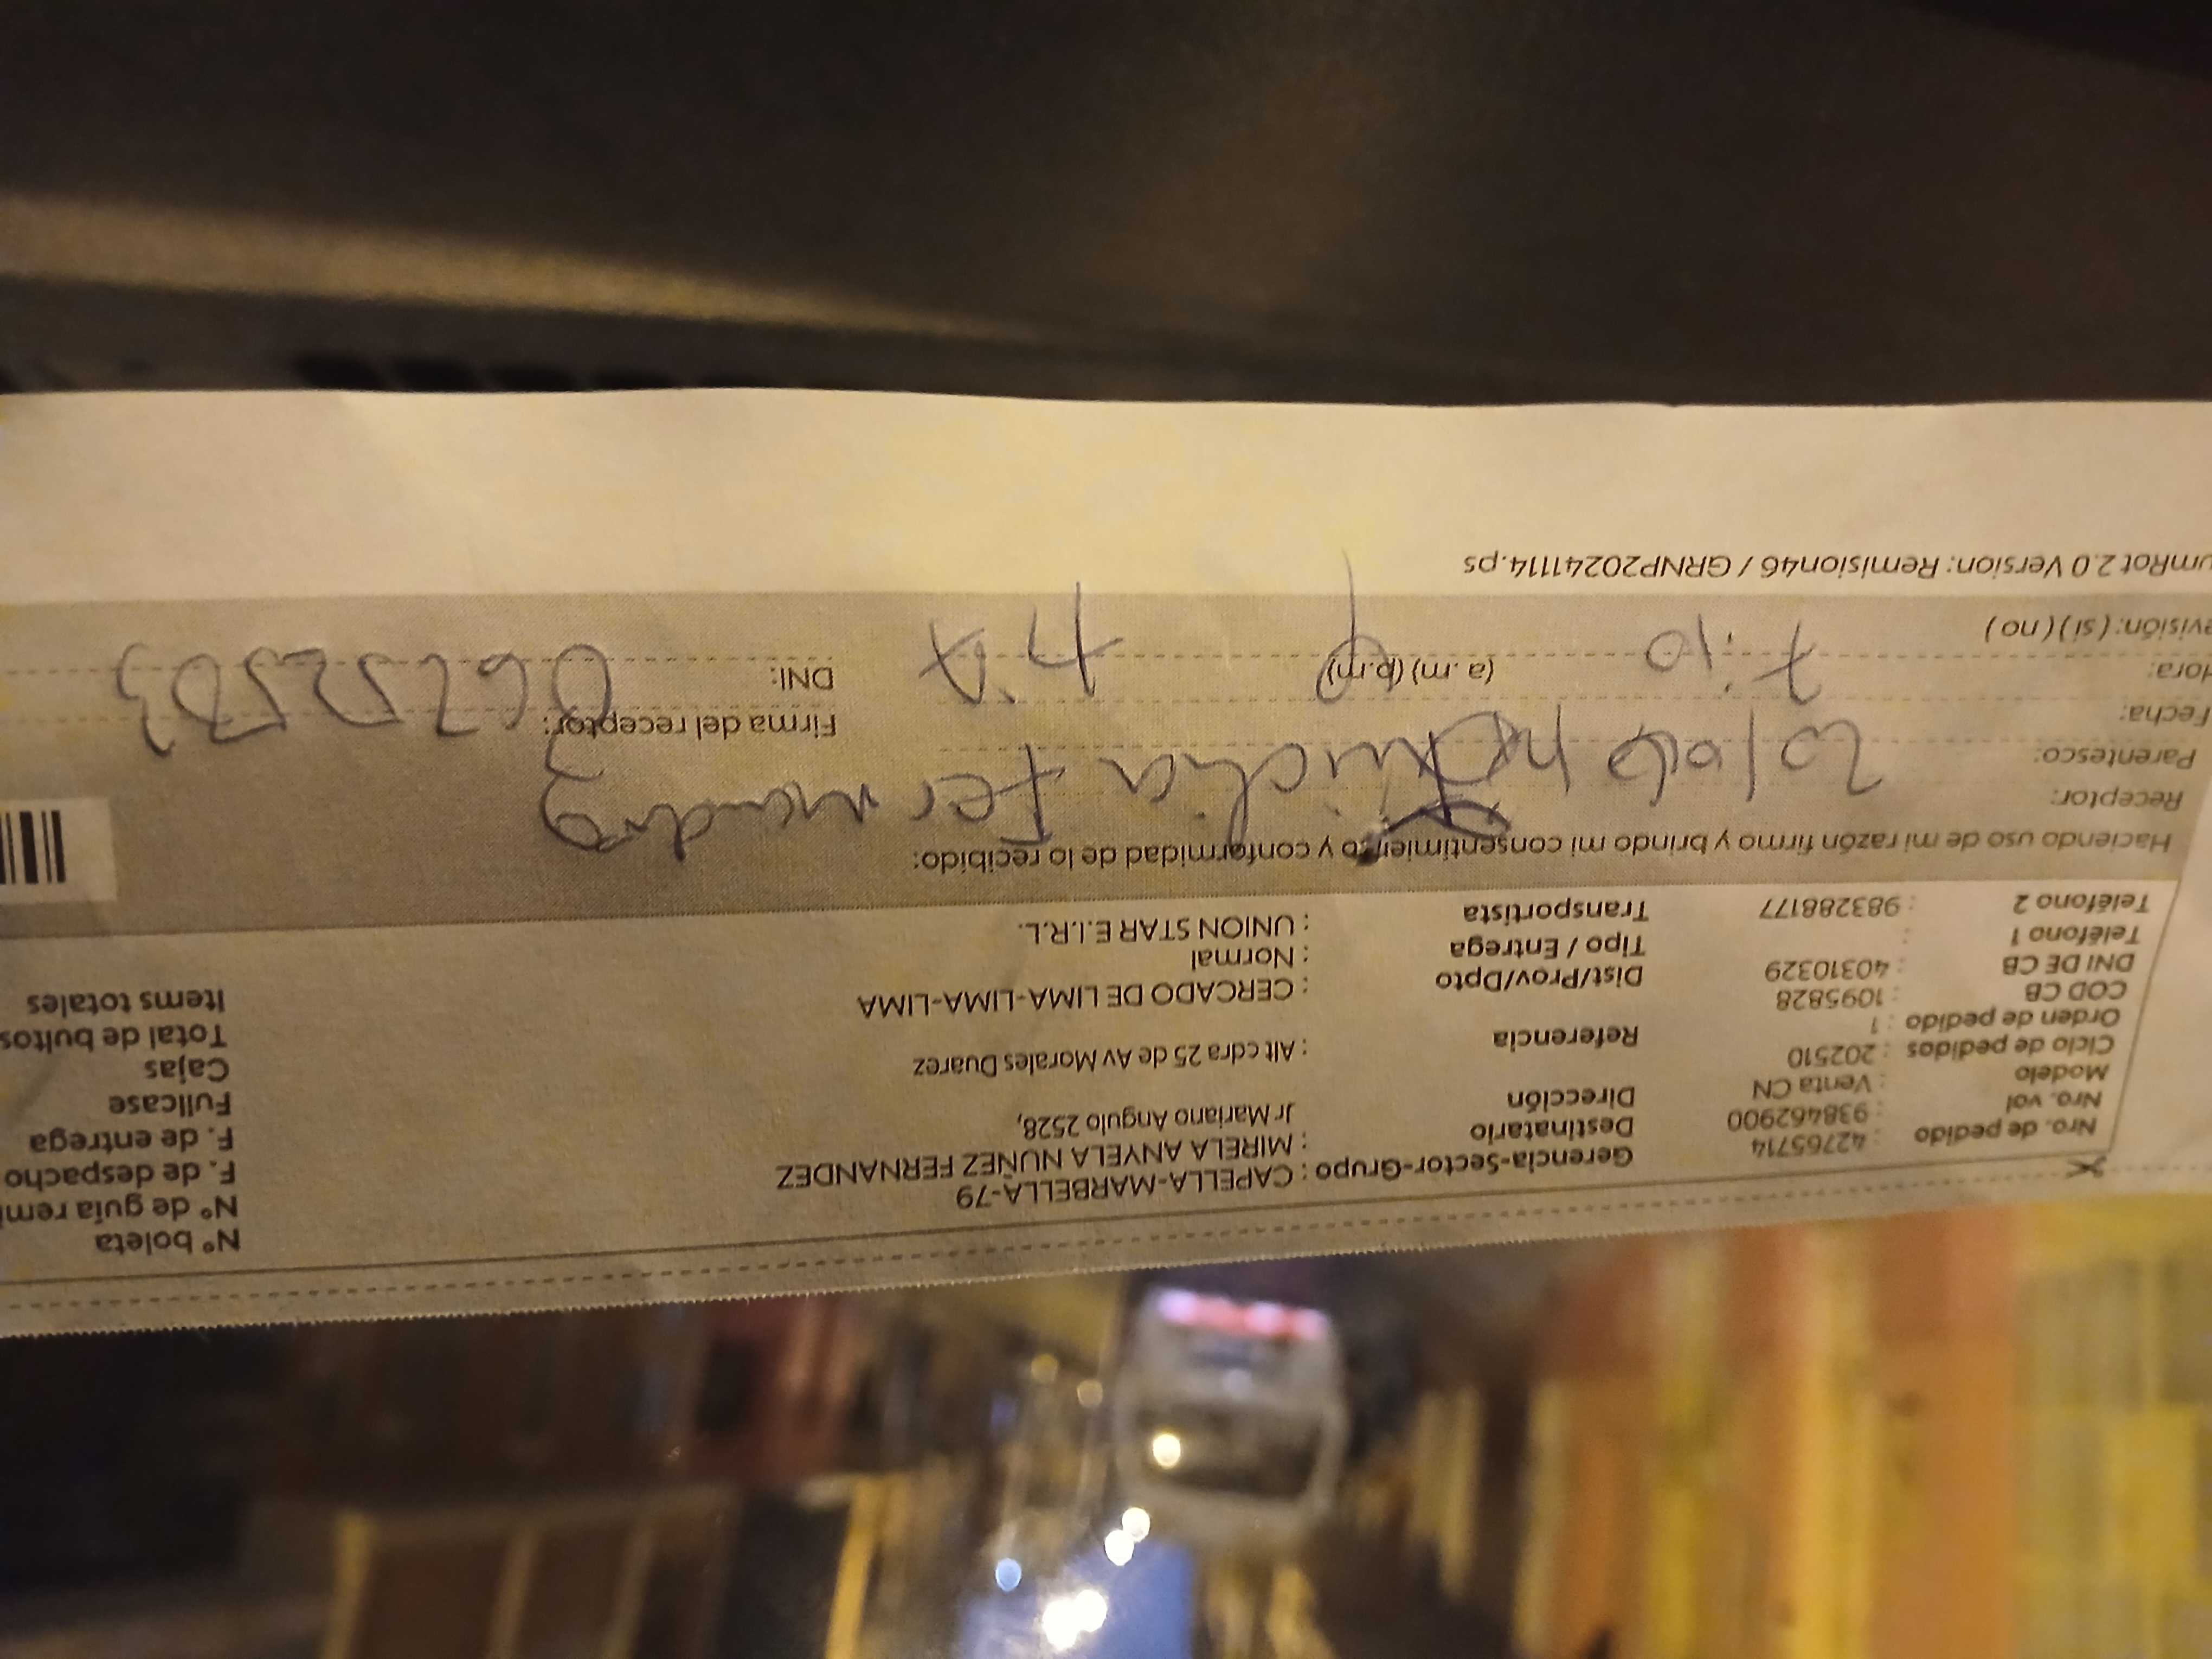 Nº boleta
Nº de guía remi
F. de despacho
F. de entrega
Fullcase
Cajas
Total de bultos
Items totales
Nro. de pedido : 42765714
Nro. vol : 938462900
Modelo : Venta CN
Ciclo de pedidos : 202510
Orden de pedido : 1
COD CB : 1095828
DNI DE CB : 40310329
Teléfono 1 :
Teléfono 2 : 983288177
Gerencia-Sector-Grupo : CAPELLA-MARBELLA-79
Destinatario : MIRELA ANYELA NUÑEZ FERNANDEZ
Dirección Jr Mariano Angulo 2528,
Referencia : Alt cdra 25 de Av Morales Duarez
Dist/Prov/Dpto : CERCADO DE LIMA-LIMA-LIMA
Tipo / Entrega : Normal
Transportista : UNION STAR E.I.R.L.
Haciendo uso de mi razón firmo y brindo mi consentimiento y conformidad de lo recibido:
Receptor:
Parentesco:
Fecha:
Hora: 7:10 (a.m) (p.m)
Firma del receptor:
DNI:
evisión: (si) (no)
umRot 2.0 Version: Remision46 / GRNP20241114.ps